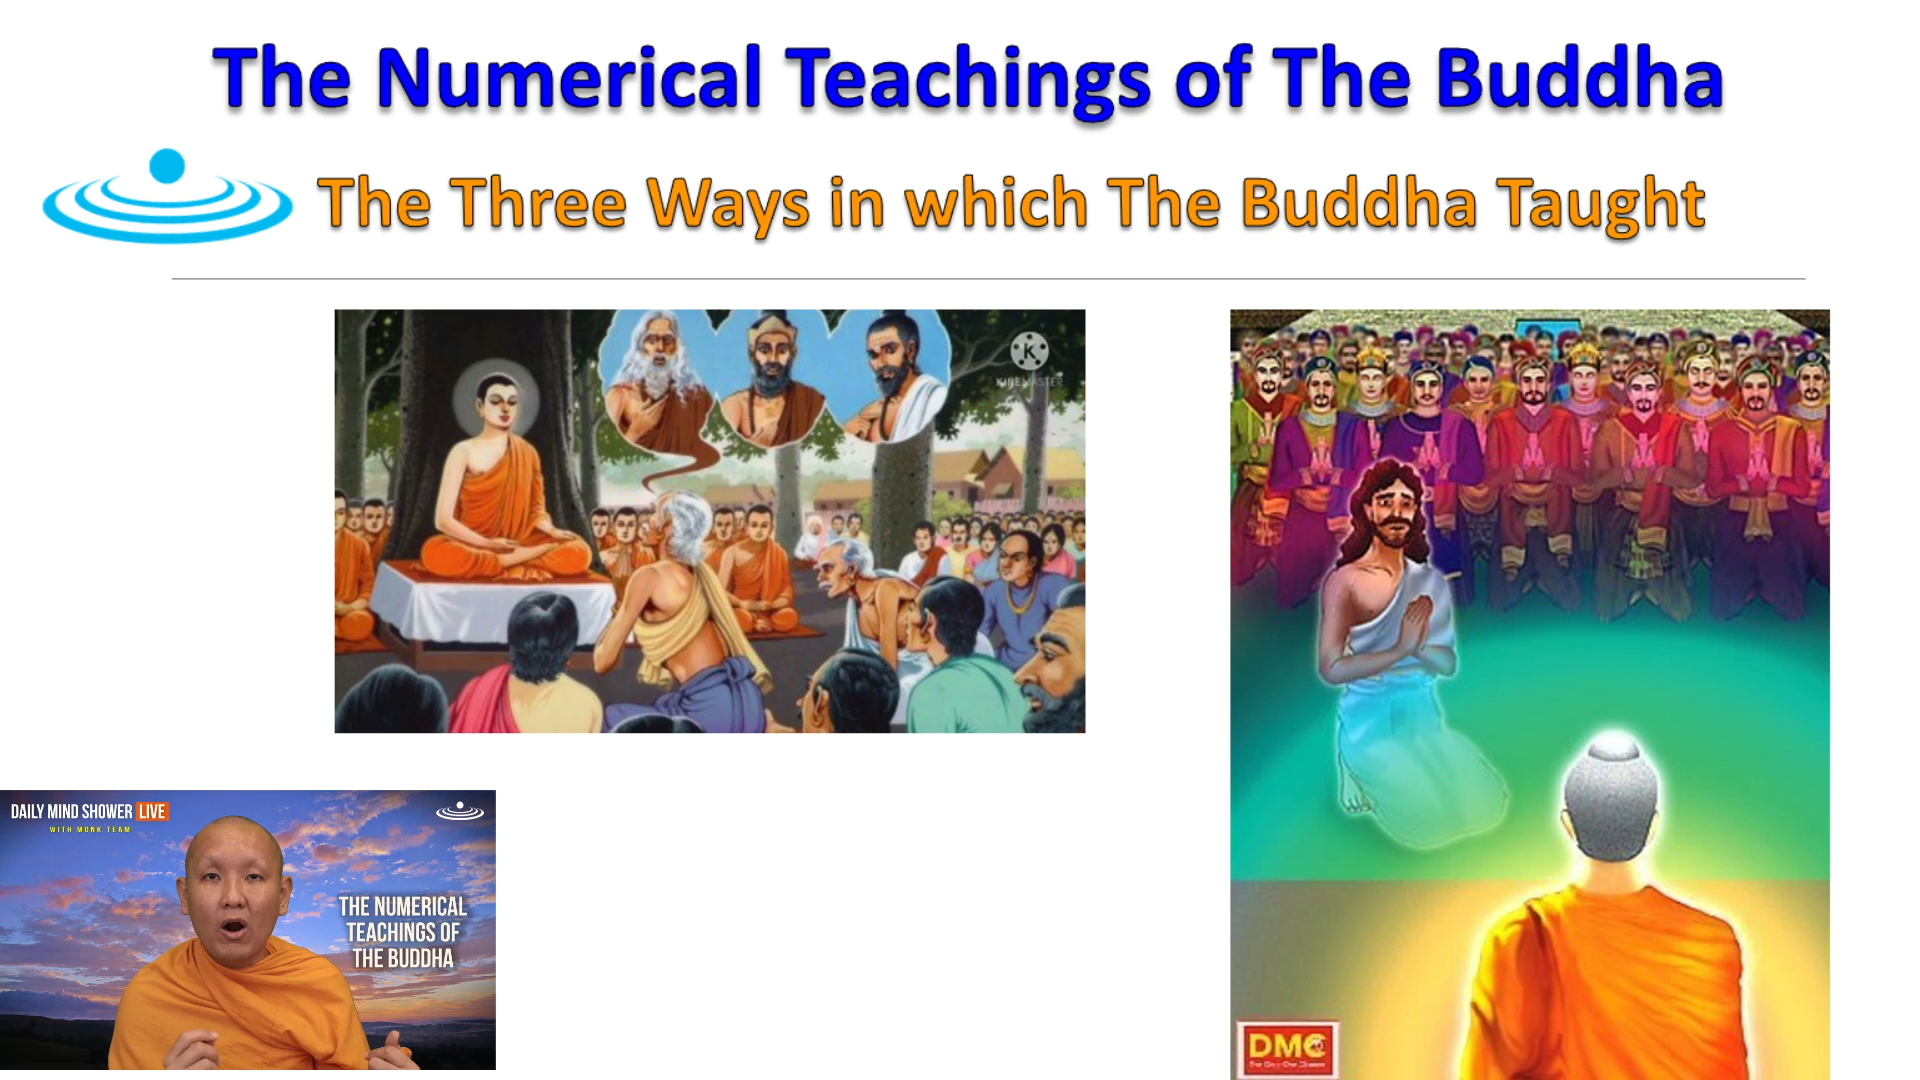 The Numerical Teachings of The Buddha
The Three Ways in which The Buddha Taught
KINEMASTER
DAILY MIND SHOWER LIVE
WITH MONK TEAM
THE NUMERICAL
TEACHINGS OF
THE BUDDHA
DMC